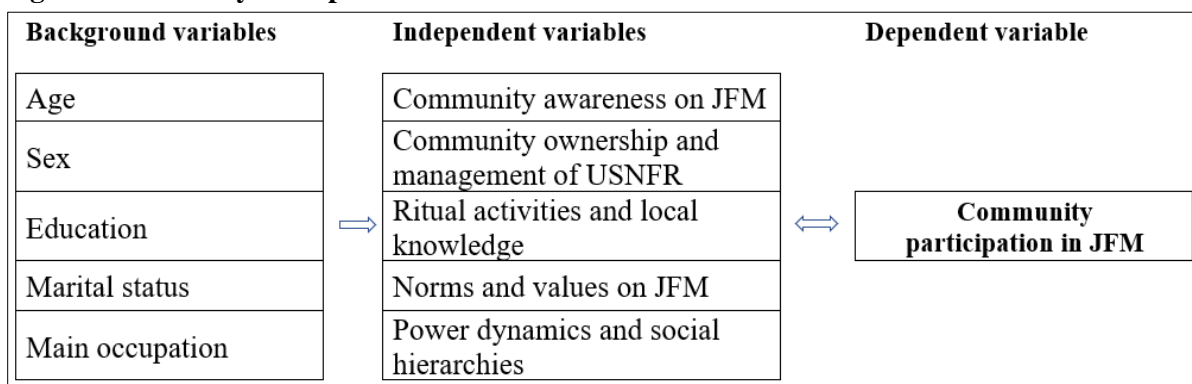 Background variables
Independent variables
Dependent variable
Age
Community awareness on JFM
Sex
Community ownership and
management of USNFR
Education
Ritual activities and local
knowledge
Community
participation in JFM
Marital status
Norms and values on JFM
Main occupation
Power dynamics and social
hierarchies